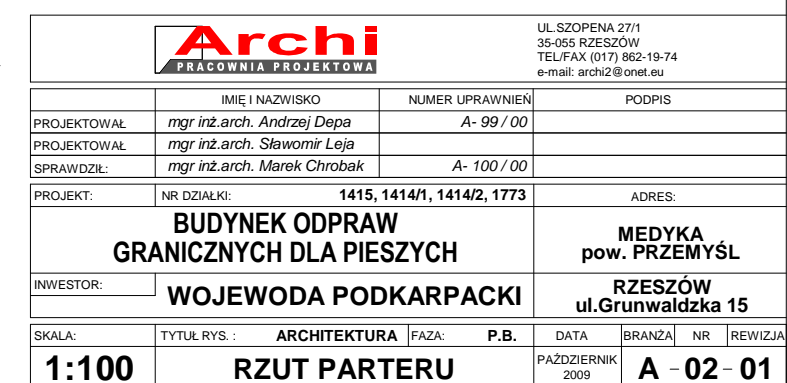 Archi
PRACOWNIA PROJEKTOWA
UL.SZOPENA 27/1
35-055 RZESZÓW
TEL/FAX (017) 862-19-74
e-mail: archi2@onet.eu
IMIĘ I NAZWISKO NUMER UPRAWNIEŃ PODPIS
PROJEKTOWAŁ mgr inż.arch. Andrzej Depa A- 99 / 00
PROJEKTOWAŁ mgr inż.arch. Sławomir Leja
SPRAWDZIŁ: mgr inż.arch. Marek Chrobak A- 100 / 00
PROJEKT: NR DZIAŁKI: 1415, 1414/1, 1414/2, 1773 ADRES:
BUDYNEK ODPRAW
GRANICZNYCH DLA PIESZYCH
MEDYKA
pow. PRZEMYŚL
INWESTOR: WOJEWODA PODKARPACKI
RZESZÓW
ul.Grunwaldzka 15
SKALA: TYTUŁ RYS. : ARCHITEKTURA FAZA: P.B. DATA BRANŻA NR REWIZJA
1:100 RZUT PARTERU PAŹDZIERNIK
2009 A - 02 - 01